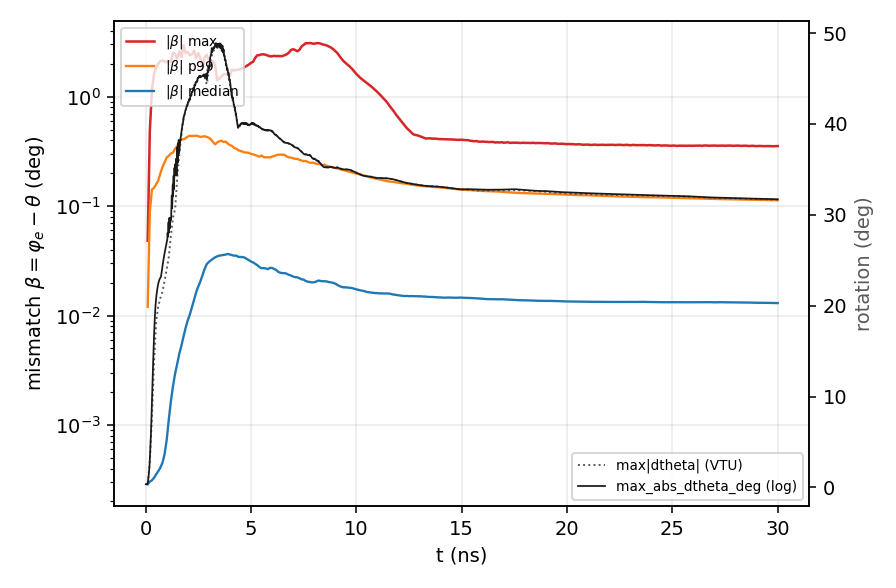 |β| max
|β| p99
|β| median
mismatch β = φₑ − θ (deg)
10⁰
10⁻¹
10⁻²
10⁻³
50
40
30
20
10
0
rotation (deg)
max|dtheta| (VTU)
max_abs_dtheta_deg (log)
0 5 10 15 20 25 30
t (ns)